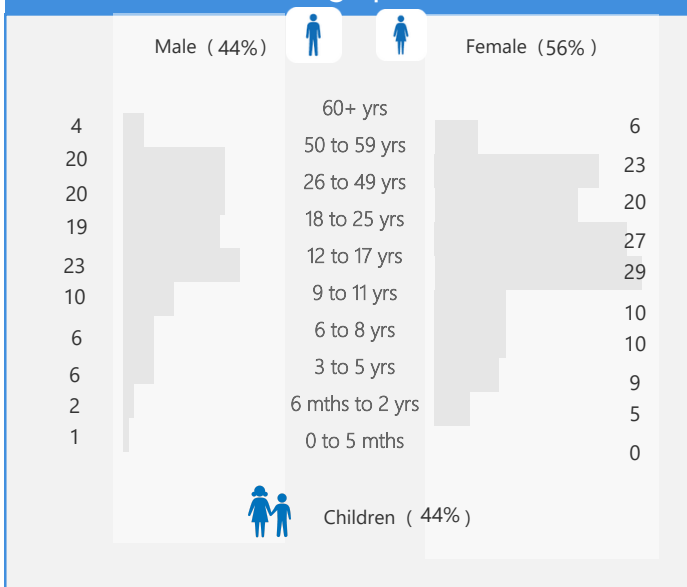 Male ( 44%)
Female (56% )
4
60+ yrs
6
20
50 to 59 yrs
23
20
26 to 49 yrs
20
19
18 to 25 yrs
27
23
12 to 17 yrs
29
10
9 to 11 yrs
10
6
6 to 8 yrs
10
6
3 to 5 yrs
9
2
6 mths to 2 yrs
5
1
0 to 5 mths
0
Children ( 44% )